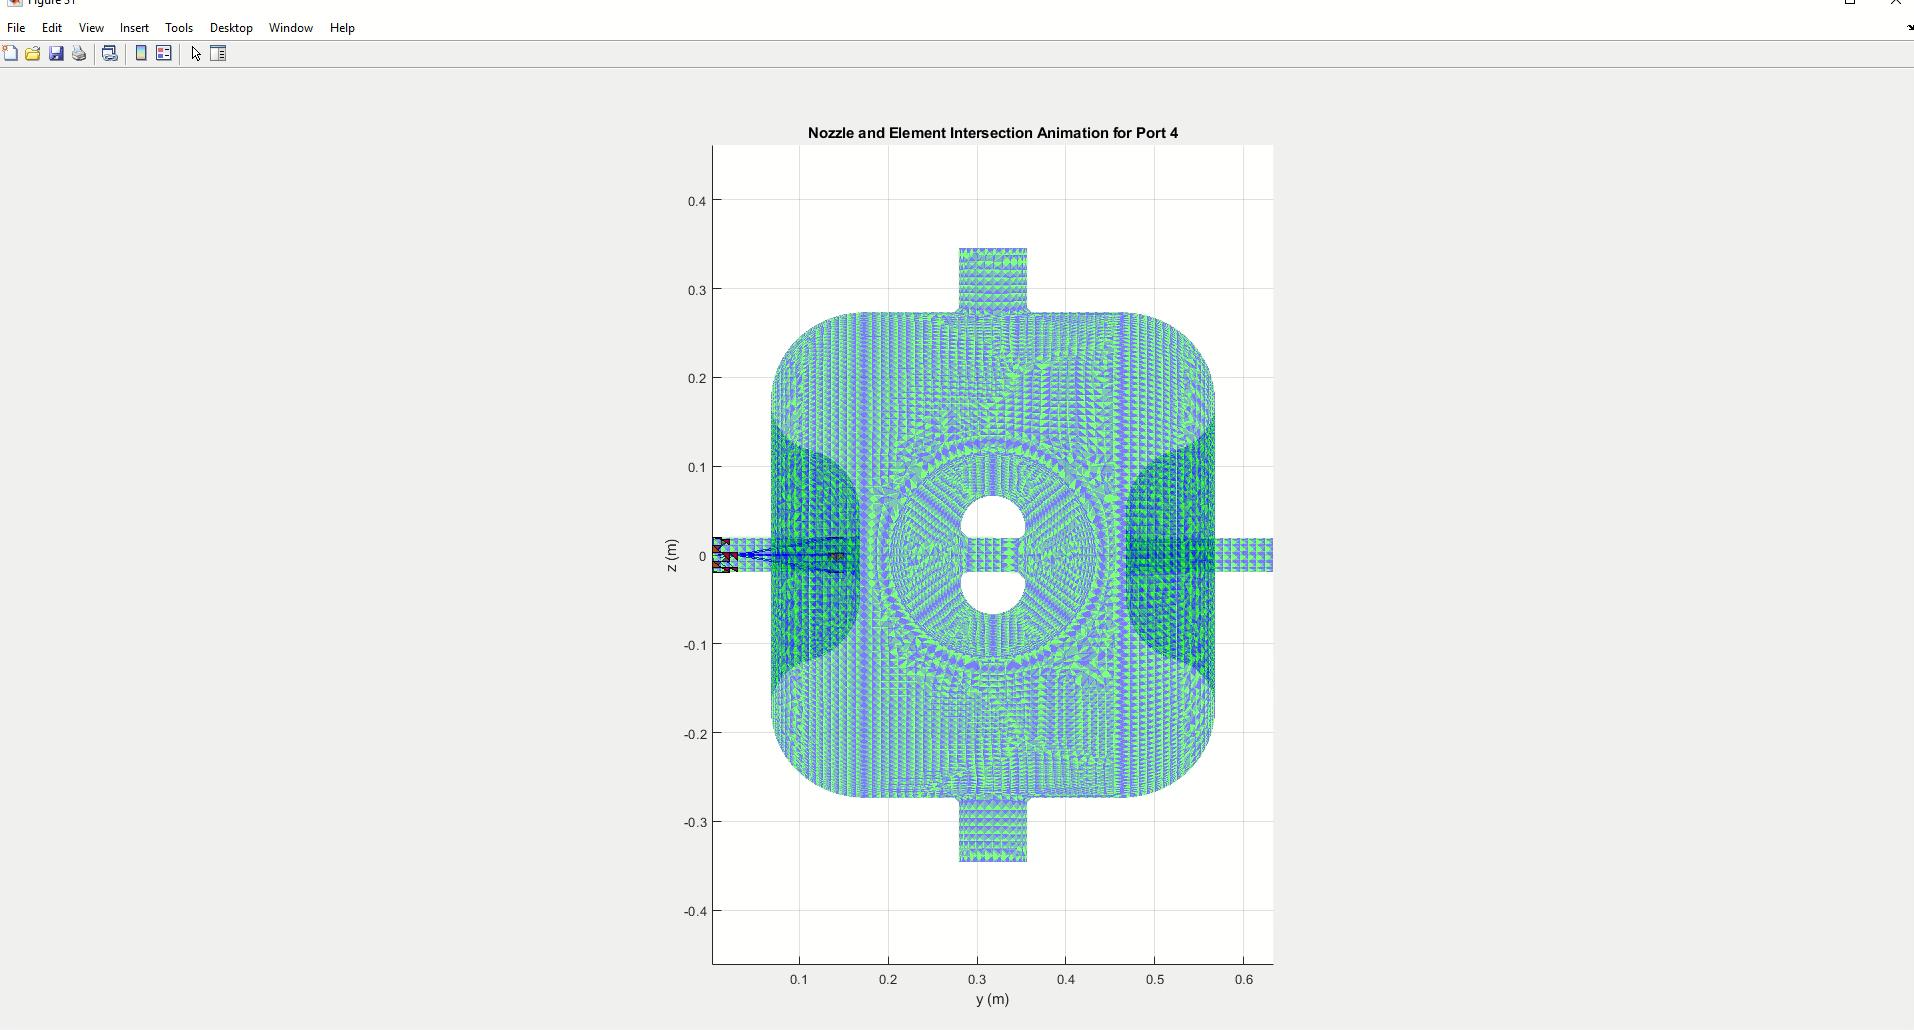 File Edit View Insert Tools Desktop Window Help
Nozzle and Element Intersection Animation for Port 4
z (m)
0.4
0.3
0.2
0.1
0
-0.1
-0.2
-0.3
-0.4
0.1 0.2 0.3 0.4 0.5 0.6
y (m)